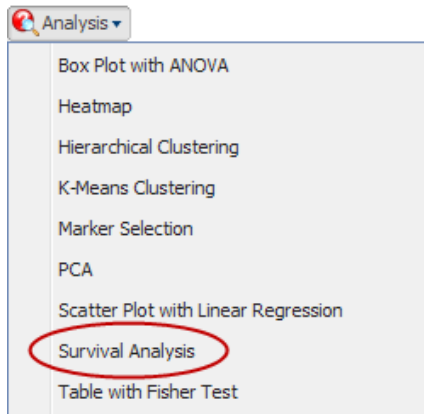 Analysis
Box Plot with ANOVA
Heatmap
Hierarchical Clustering
K-Means Clustering
Marker Selection
PCA
Scatter Plot with Linear Regression
Survival Analysis
Table with Fisher Test